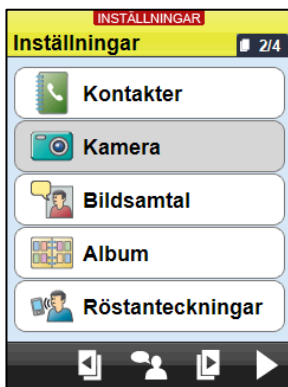 INSTÄLLNINGAR
Inställningar 2/4
Kontakter
Kamera
Bildsamtal
Album
Röstanteckningar